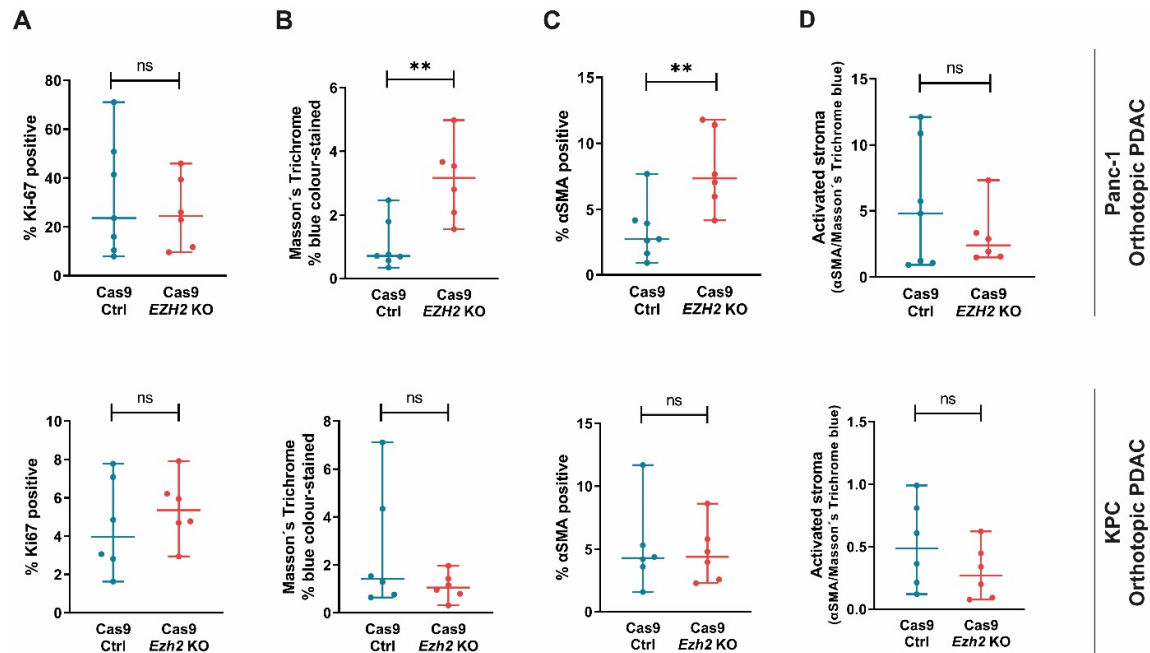 A
B
C
D
ns
% Ki-67 positive
80
60
40
20
0
Cas9
Ctrl
Cas9
EZH2 KO
**
Masson´s Trichrome
% blue colour-stained
6
4
2
0
Cas9
Ctrl
Cas9
EZH2 KO
**
% αSMA positive
15
10
5
0
Cas9
Ctrl
Cas9
EZH2 KO
ns
Activated stroma
(αSMA/Masson´s Trichrome blue)
15
10
5
0
Cas9
Ctrl
Cas9
EZH2 KO
Panc-1
Orthotopic PDAC
ns
% Ki67 positive
10
8
6
4
2
0
Cas9
Ctrl
Cas9
Ezh2 KO
ns
Masson´s Trichrome
% blue colour-stained
8
6
4
2
0
Cas9
Ctrl
Cas9
Ezh2 KO
ns
% αSMA positive
15
10
5
0
Cas9
Ctrl
Cas9
Ezh2 KO
ns
Activated stroma
(αSMA/Masson´s Trichrome blue)
1.5
1.0
0.5
0.0
Cas9
Ctrl
Cas9
Ezh2 KO
KPC
Orthotopic PDAC